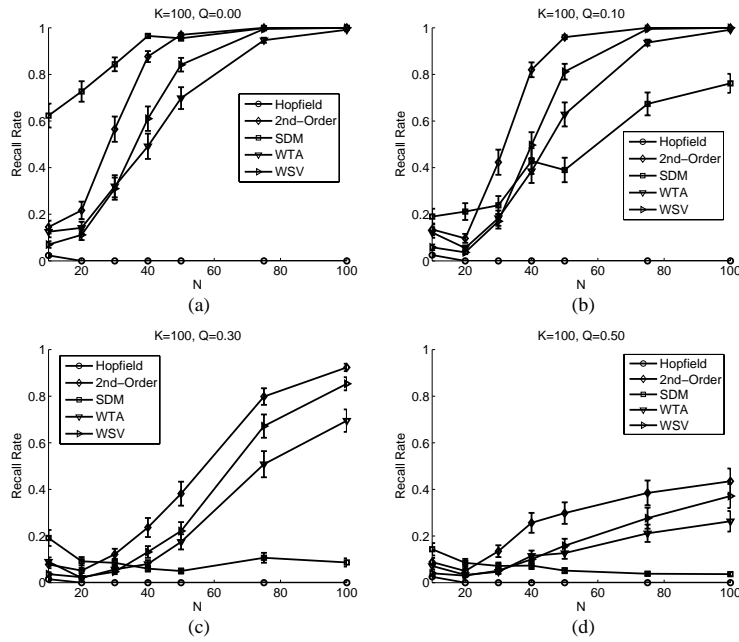 K=100, Q=0.00
1
0.8
0.6
0.4
0.2
0
Recall Rate
20
40
60
80
100
N
Hopfield
2nd-Order
SDM
WTA
WSV
(a)
K=100, Q=0.10
1
0.8
0.6
0.4
0.2
0
Recall Rate
20
40
60
80
100
N
Hopfield
2nd-Order
SDM
WTA
WSV
(b)
K=100, Q=0.30
1
0.8
0.6
0.4
0.2
0
Recall Rate
20
40
60
80
100
N
Hopfield
2nd-Order
SDM
WTA
WSV
(c)
K=100, Q=0.50
1
0.8
0.6
0.4
0.2
0
Recall Rate
20
40
60
80
100
N
Hopfield
2nd-Order
SDM
WTA
WSV
(d)